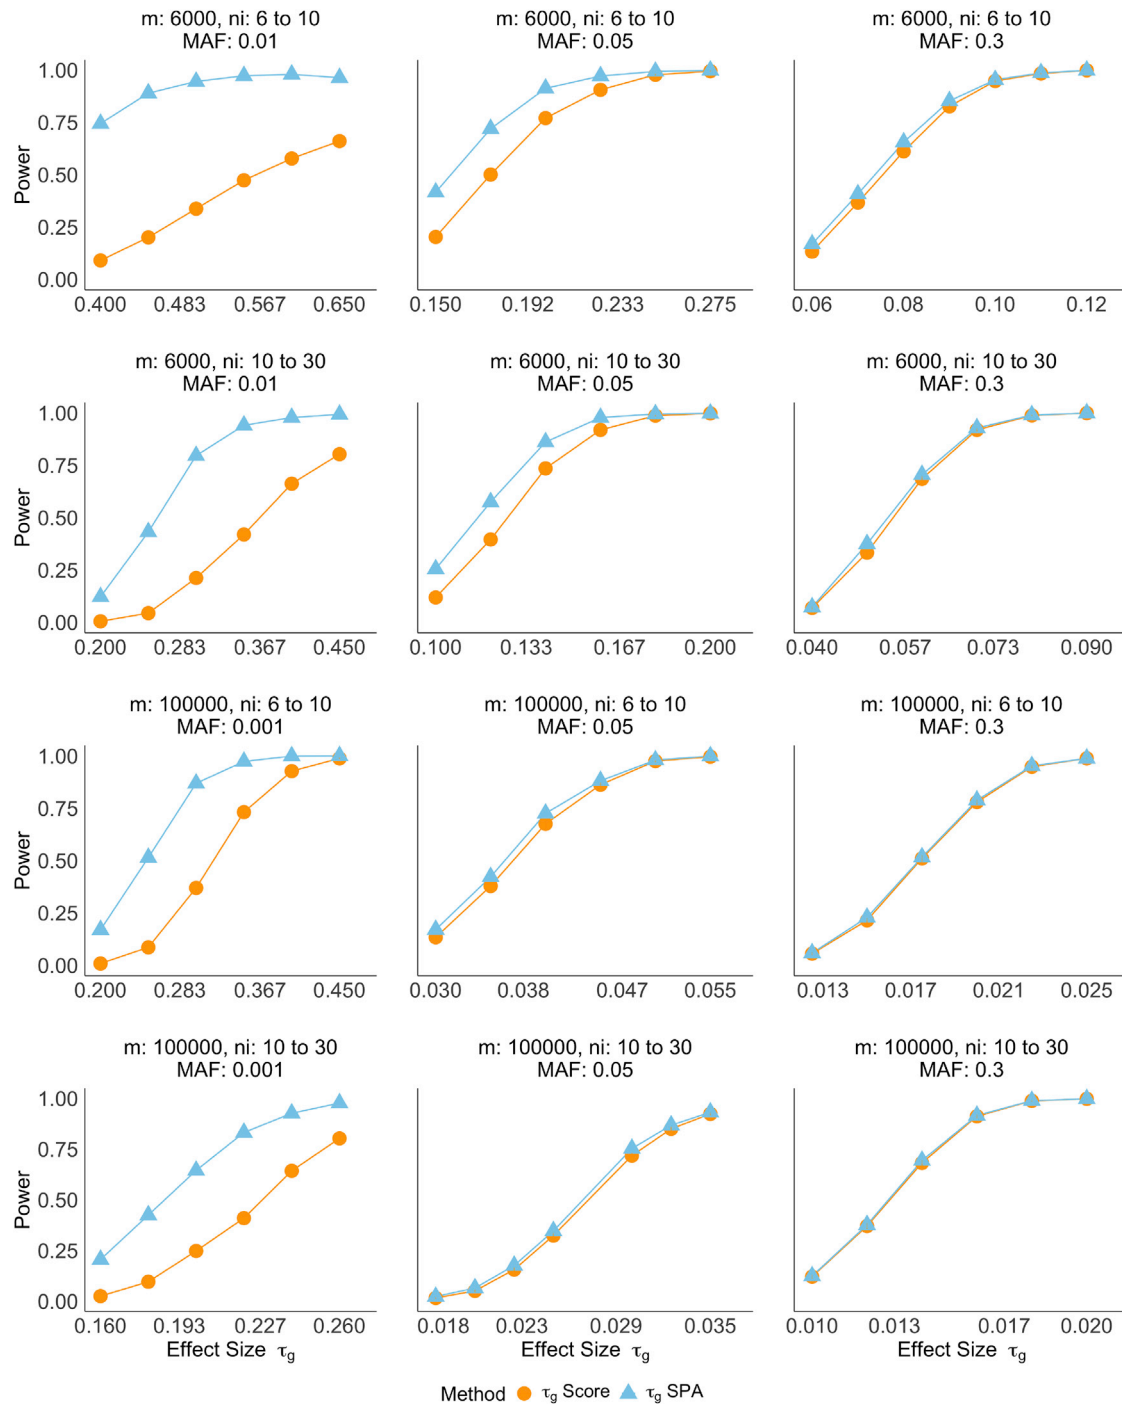 m: 6000, ni: 6 to 10
MAF: 0.01
m: 6000, ni: 6 to 10
MAF: 0.05
m: 6000, ni: 6 to 10
MAF: 0.3
Power
1.00
0.75
0.50
0.25
0.00
0.400 0.483 0.567 0.650
0.150 0.192 0.233 0.275
0.06 0.08 0.10 0.12
m: 6000, ni: 10 to 30
MAF: 0.01
m: 6000, ni: 10 to 30
MAF: 0.05
m: 6000, ni: 10 to 30
MAF: 0.3
Power
1.00
0.75
0.50
0.25
0.00
0.200 0.283 0.367 0.450
0.100 0.133 0.167 0.200
0.040 0.057 0.073 0.090
m: 100000, ni: 6 to 10
MAF: 0.001
m: 100000, ni: 6 to 10
MAF: 0.05
m: 100000, ni: 6 to 10
MAF: 0.3
Power
1.00
0.75
0.50
0.25
0.00
0.200 0.283 0.367 0.450
0.030 0.038 0.047 0.055
0.013 0.017 0.021 0.025
m: 100000, ni: 10 to 30
MAF: 0.001
m: 100000, ni: 10 to 30
MAF: 0.05
m: 100000, ni: 10 to 30
MAF: 0.3
Power
1.00
0.75
0.50
0.25
0.00
0.160 0.193 0.227 0.260
0.018 0.023 0.029 0.035
0.010 0.013 0.017 0.020
Effect Size τg
Effect Size τg
Effect Size τg
Method τg Score τg SPA